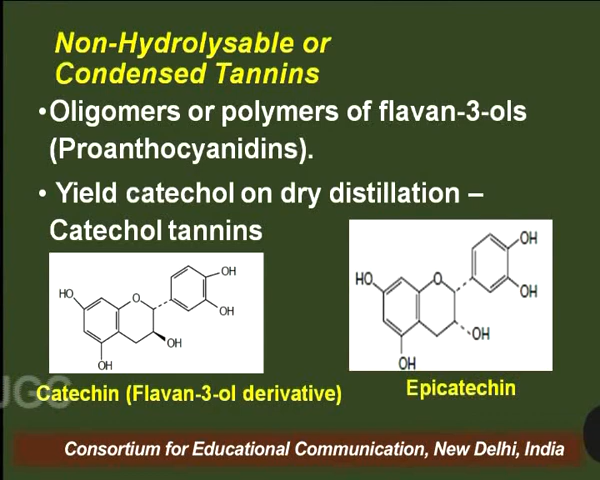 Non-Hydrolysable or
Condensed Tannins
•Oligomers or polymers of flavan-3-ols
(Proanthocyanidins).
• Yield catechol on dry distillation –
Catechol tannins
OH
HO
O
OH
OH
OH
OH
HO
O
OH
OH
OH
UGC
Catechin (Flavan-3-ol derivative)
Epicatechin
Consortium for Educational Communication, New Delhi, India